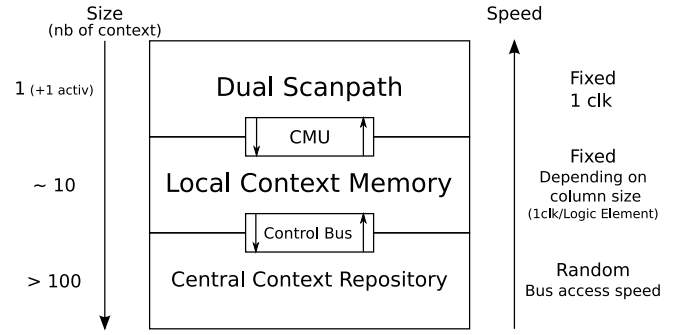 Size
(nb of context)
Speed
1 (+1 activ)
Dual Scanpath
Fixed
1 clk
CMU
~ 10
Local Context Memory
Fixed
Depending on
column size
(1clk/Logic Element)
Control Bus
> 100
Central Context Repository
Random
Bus access speed